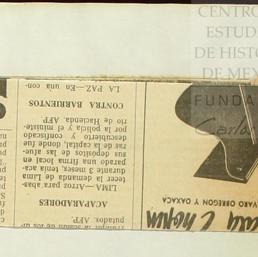 CENTRO
ESTUD
DE HISTO
DE MEX
FUNDA
Carlos
VARO OBREGON Y OAXACA
putados. AFP
ACAPARADORES
LIMA.—Arroz para abas-
tecer la demanda de Lima
durante 3 meses, tenía aca-
parado una firma local en
sus depósitos de las afue-
ras de la capital, donde fue
descubierto y confiscado
por la policía y el ministe-
rio de Hacienda. AFP
CONTRA BARRIENTOS
LA PAZ.—En una con-